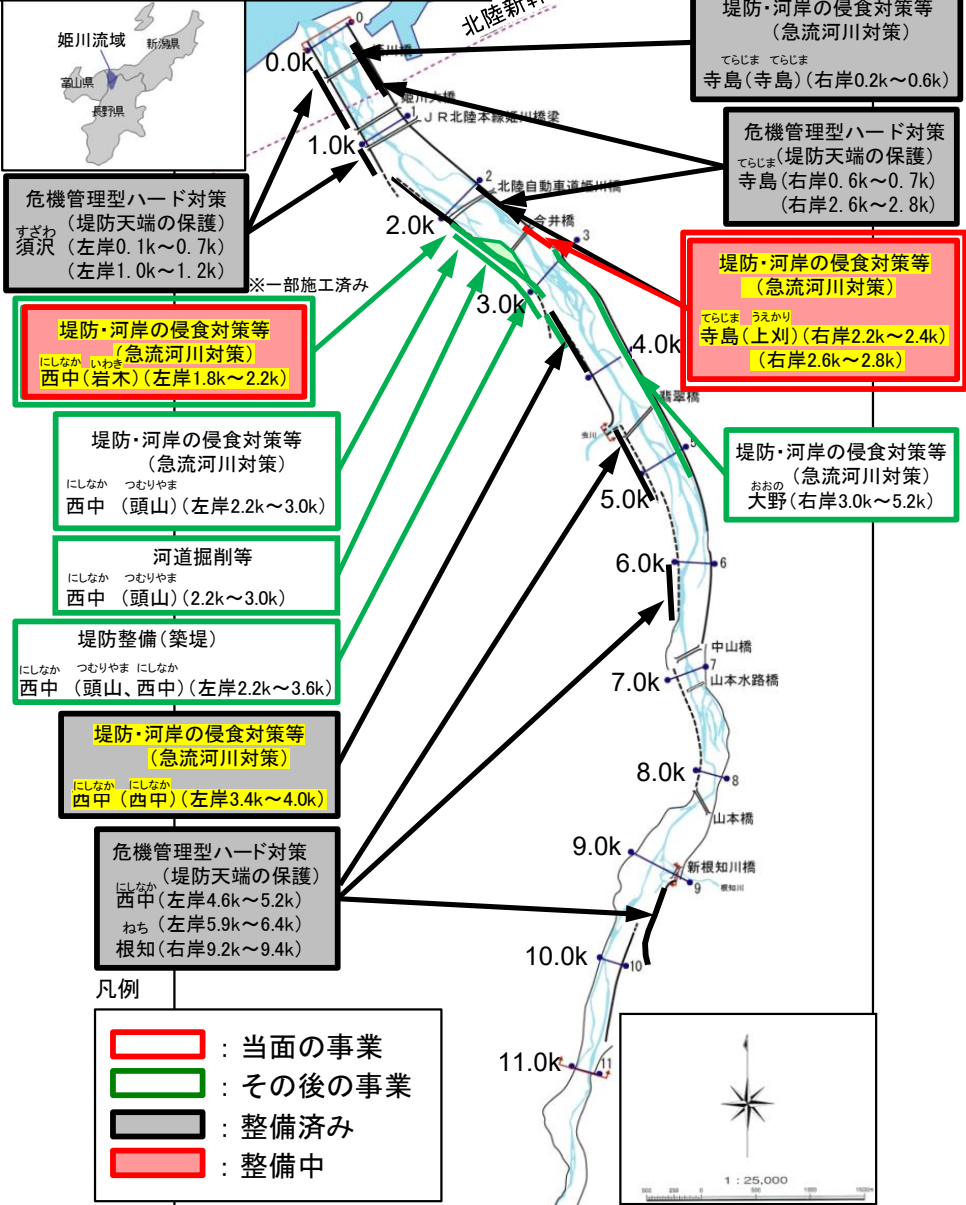 姫川流域
新潟県
富山県
長野県
北陸新幹
0
0.0k
姫川橋
姫川大橋
1
JR北陸本線姫川橋梁
1.0k
2
北陸自動車道姫川橋
2.0k
今井橋
3
3.0k
4.0k
翡翠橋
虫川
5
5.0k
6.0k
6
中山橋
7
山本水路橋
7.0k
8.0k
8
山本橋
9.0k
新根知川橋
9
根知川
10.0k
10
11.0k
11
堤防・河岸の侵食対策等
(急流河川対策)
てらじま てらじま
寺島(寺島)(右岸0.2k~0.6k)
危機管理型ハード対策
てらじま(堤防天端の保護)
寺島(右岸0.6k~0.7k)
(右岸2.6k~2.8k)
堤防・河岸の侵食対策等
(急流河川対策)
てらじま うえかり
寺島(上刈)(右岸2.2k~2.4k)
(右岸2.6k~2.8k)
堤防・河岸の侵食対策等
(急流河川対策)
おおの
大野(右岸3.0k~5.2k)
危機管理型ハード対策
(堤防天端の保護)
すざわ
須沢 (左岸0.1k~0.7k)
(左岸1.0k~1.2k)
※一部施工済み
堤防・河岸の侵食対策等
(急流河川対策)
にしなか いわき
西中(岩木)(左岸1.8k~2.2k)
堤防・河岸の侵食対策等
(急流河川対策)
にしなか つむりやま
西中 (頭山)(左岸2.2k~3.0k)
河道掘削等
にしなか つむりやま
西中 (頭山)(2.2k~3.0k)
堤防整備(築堤)
にしなか つむりやま にしなか
西中 (頭山、西中)(左岸2.2k~3.6k)
堤防・河岸の侵食対策等
(急流河川対策)
にしなか にしなか
西中 (西中)(左岸3.4k~4.0k)
危機管理型ハード対策
(堤防天端の保護)
にしなか
西中(左岸4.6k~5.2k)
ねち (左岸5.9k~6.4k)
根知(右岸9.2k~9.4k)
凡例
: 当面の事業
: その後の事業
: 整備済み
: 整備中
1 : 25,000
500 250 0 500 1000 1500m